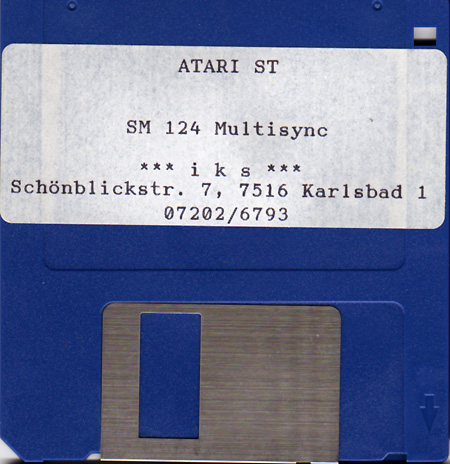 ATARI ST
SM 124 Multisync
*** i k s ***
Schönblickstr. 7, 7516 Karlsbad 1
07202/6793